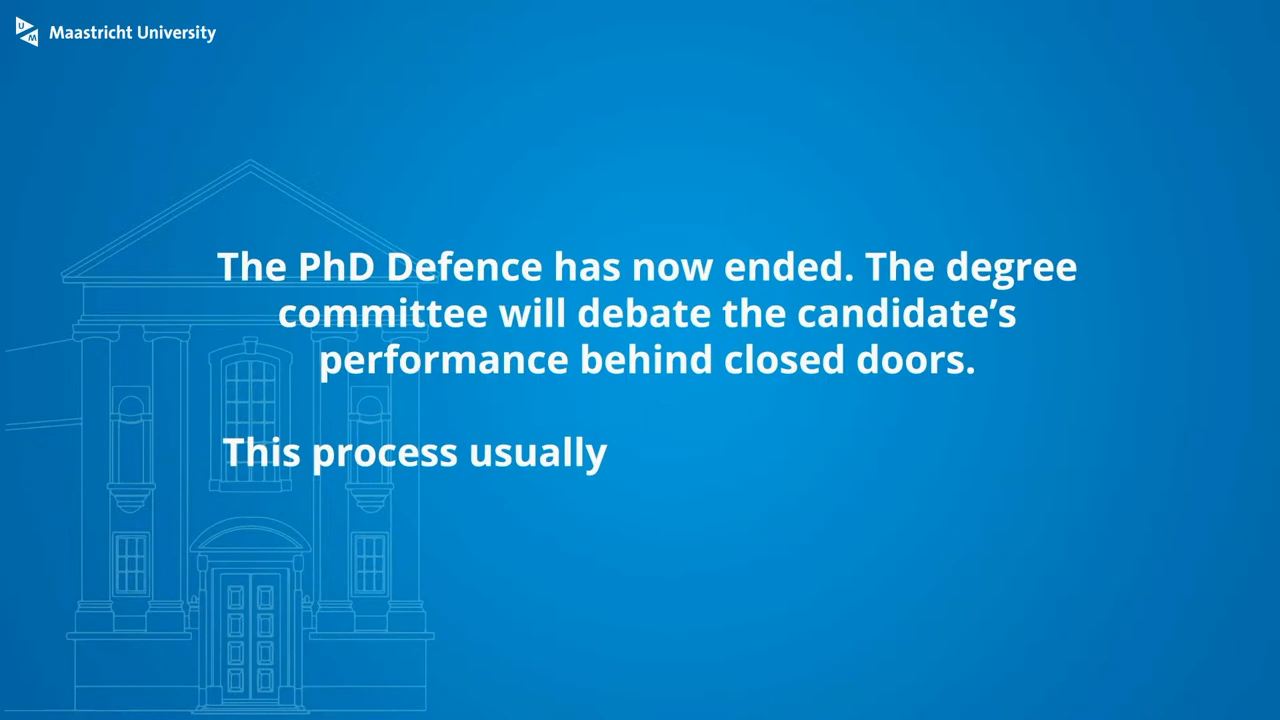 UM Maastricht University
The PhD Defence has now ended. The degree
committee will debate the candidate’s
performance behind closed doors.
This process usually